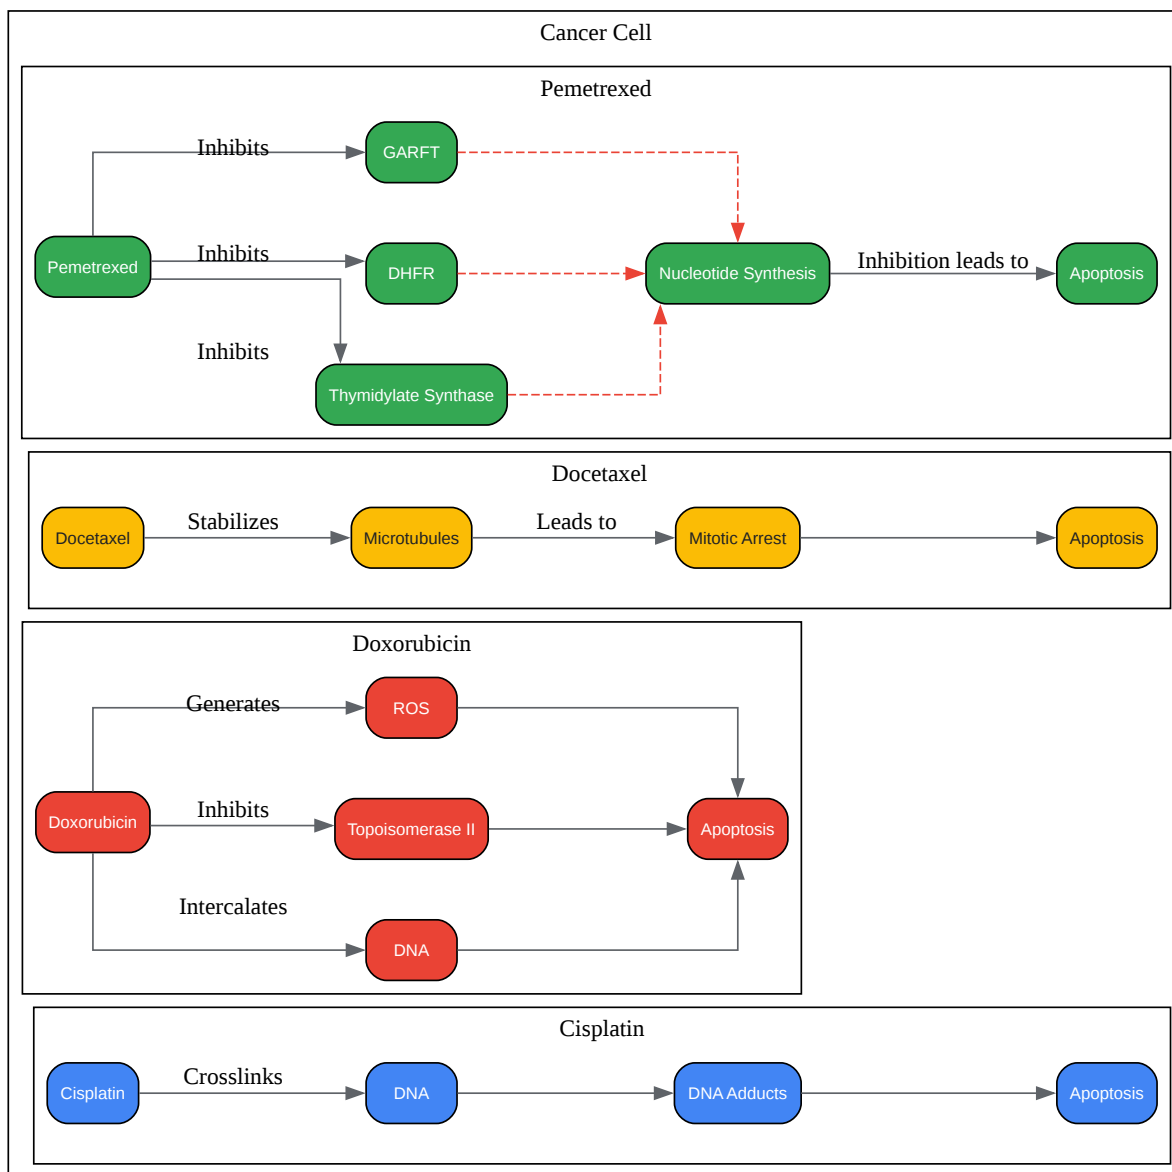 Cancer Cell
Pemetrexed
Inhibits
GARFT
Pemetrexed
Inhibits
DHFR
Nucleotide Synthesis
Inhibition leads to
Apoptosis
Inhibits
Thymidylate Synthase
Docetaxel
Docetaxel
Stabilizes
Microtubules
Leads to
Mitotic Arrest
Apoptosis
Doxorubicin
Generates
ROS
Doxorubicin
Inhibits
Topoisomerase II
Apoptosis
Intercalates
DNA
Cisplatin
Cisplatin
Crosslinks
DNA
DNA Adducts
Apoptosis